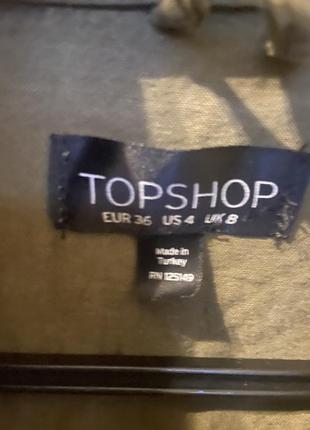 TOPSHOP
EUR 36 US 4 UK 8
Made in
Turkey
RN 125149